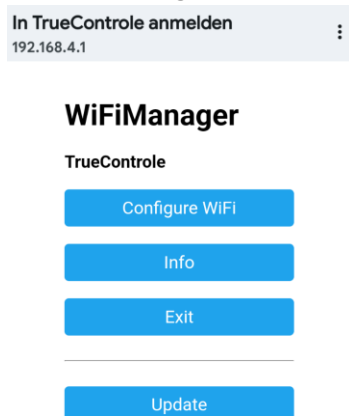 In TrueControle anmelden
192.168.4.1
WiFiManager
TrueControle
Configure WiFi
Info
Exit
Update